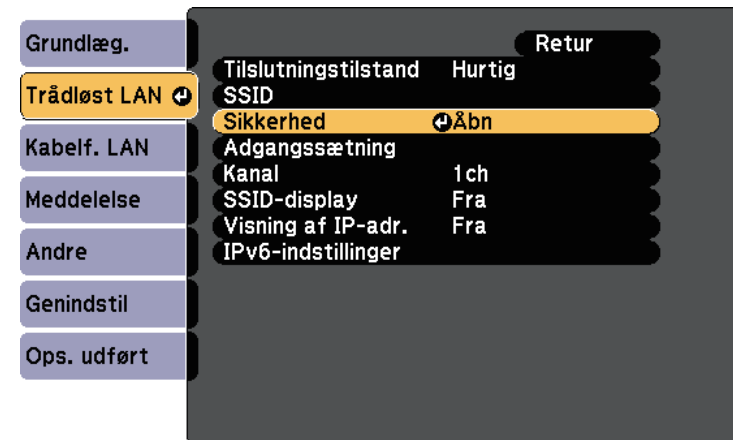 Grundlæg.
Trådløst LAN
Kabelf. LAN
Meddelelse
Andre
Genindstil
Ops. udført
Retur
Tilslutningstilstand Hurtig
SSID
Sikkerhed Åbn
Adgangssætning
Kanal 1ch
SSID-display Fra
Visning af IP-adr. Fra
IPv6-indstillinger